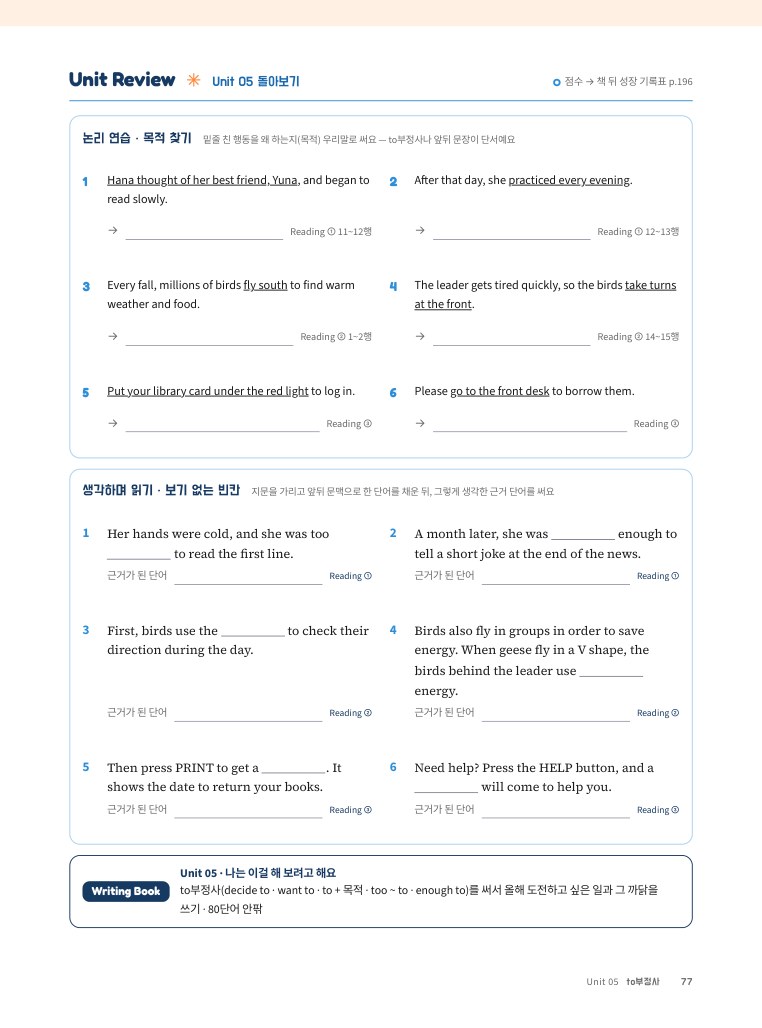 Unit Review ✳ Unit 05 돌아보기
점수 → 책 뒤 성장 기록표 p.196
논리 연습 · 목적 찾기 밑줄 친 행동을 왜 하는지(목적) 우리말로 써요 — to부정사나 앞뒤 문장이 단서예요
1 Hana thought of her best friend, Yuna, and began to
read slowly.
→ Reading ① 11~12행
2 After that day, she practiced every evening.
→ Reading ① 12~13행
3 Every fall, millions of birds fly south to find warm
weather and food.
→ Reading ② 1~2행
4 The leader gets tired quickly, so the birds take turns
at the front.
→ Reading ② 14~15행
5 Put your library card under the red light to log in.
→ Reading ③
6 Please go to the front desk to borrow them.
→ Reading ③
생각하며 읽기 · 보기 없는 빈칸 지문을 가리고 앞뒤 문맥으로 한 단어를 채운 뒤, 그렇게 생각한 근거 단어를 써요
1 Her hands were cold, and she was too
__________ to read the first line.
근거가 된 단어 Reading ①
2 A month later, she was __________ enough to
tell a short joke at the end of the news.
근거가 된 단어 Reading ①
3 First, birds use the __________ to check their
direction during the day.
근거가 된 단어 Reading ②
4 Birds also fly in groups in order to save
energy. When geese fly in a V shape, the
birds behind the leader use __________
energy.
근거가 된 단어 Reading ②
5 Then press PRINT to get a __________. It
shows the date to return your books.
근거가 된 단어 Reading ③
6 Need help? Press the HELP button, and a
__________ will come to help you.
근거가 된 단어 Reading ③
Writing Book
Unit 05 · 나는 이걸 해 보려고 해요
to부정사(decide to · want to · to + 목적 · too ~ to · enough to)를 써서 올해 도전하고 싶은 일과 그 까닭을
쓰기 · 80단어 안팎
Unit 05 to부정사 77